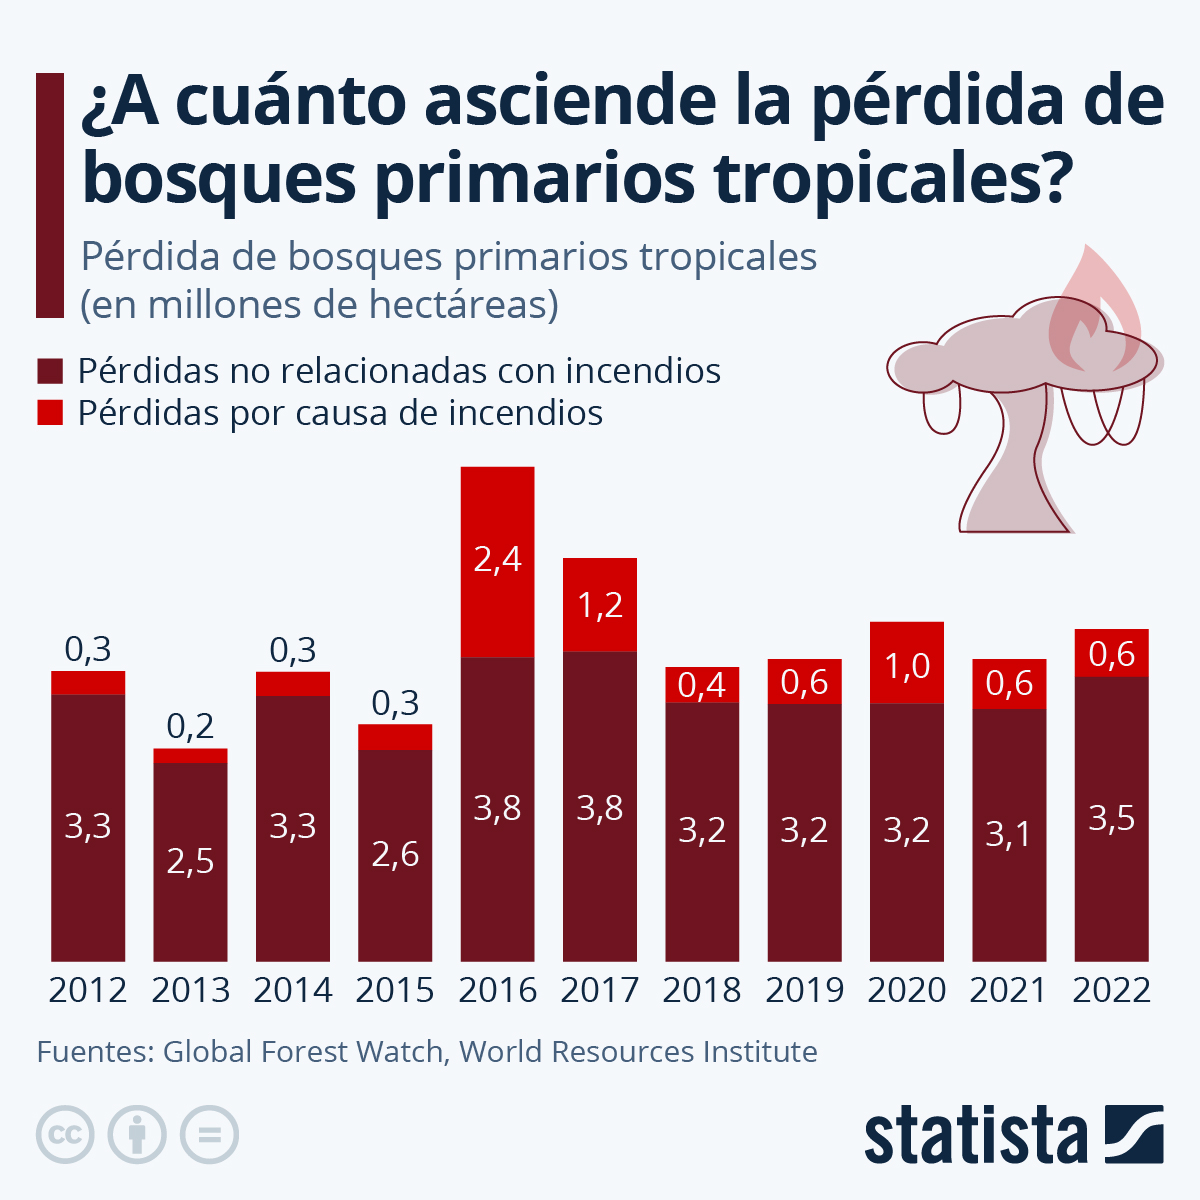 ¿A cuánto asciende la pérdida de
bosques primarios tropicales?
Pérdida de bosques primarios tropicales
(en millones de hectáreas)
Pérdidas no relacionadas con incendios
Pérdidas por causa de incendios
0,3
3,3
0,2
2,5
0,3
3,3
0,3
2,6
2,4
3,8
1,2
3,8
0,4
3,2
0,6
3,2
1,0
3,2
0,6
3,1
0,6
3,5
2012 2013 2014 2015 2016 2017 2018 2019 2020 2021 2022
Fuentes: Global Forest Watch, World Resources Institute
cc
=
statista